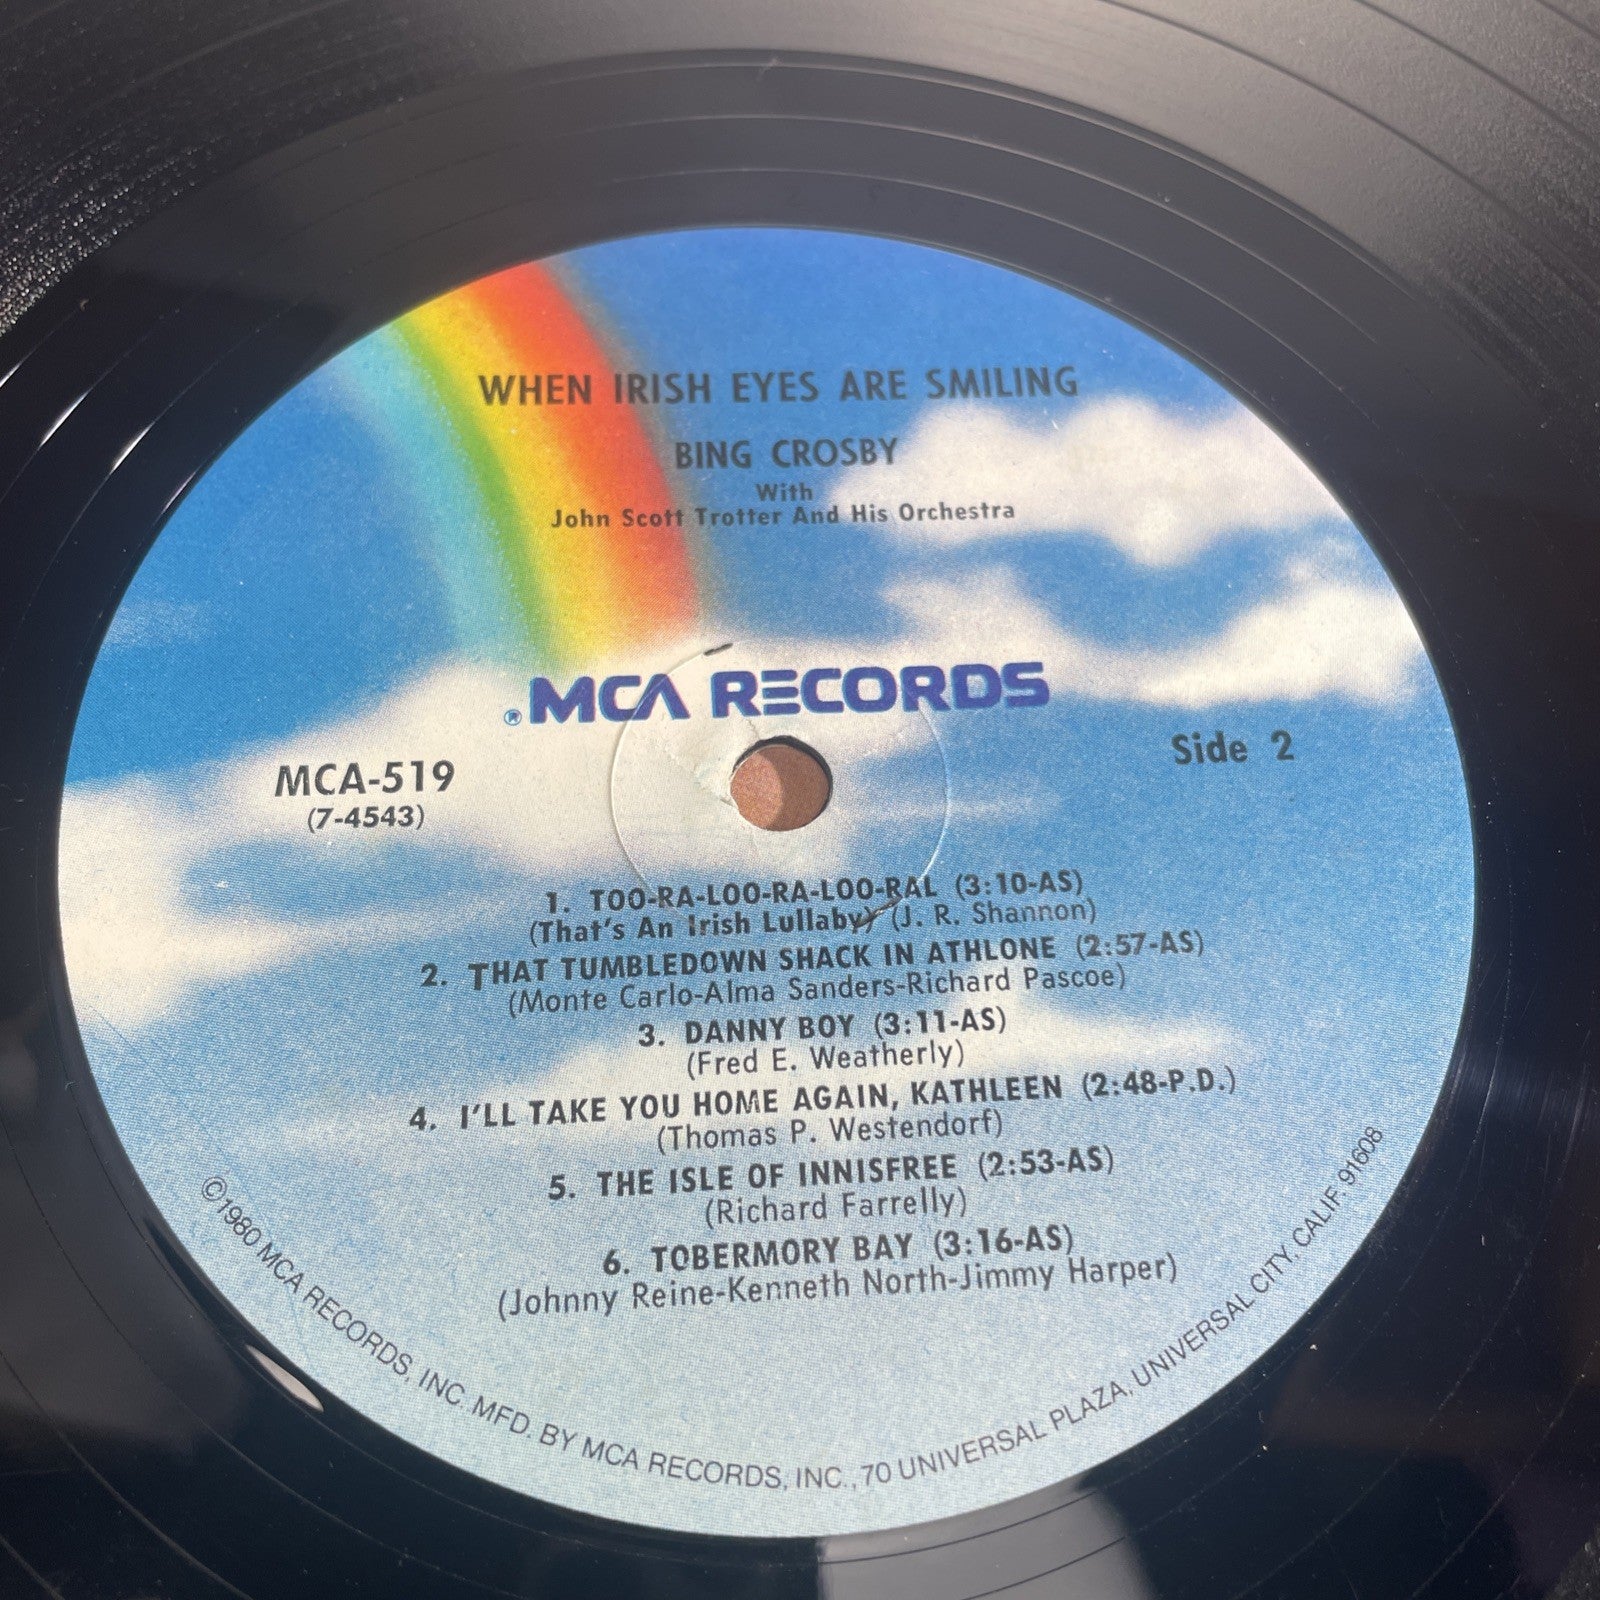 WHEN IRISH EYES ARE SMILING
BING CROSBY
With
John Scott Trotter And His Orchestra
® MCA RECORDS
MCA-519
(7-4543)
Side 2
1. TOO-RA-LOO-RA-LOO-RAL (3:10-AS)
(That's An Irish Lullaby) (J. R. Shannon)
2. THAT TUMBLEDOWN SHACK IN ATHLONE (2:57-AS)
(Monte Carlo-Alma Sanders-Richard Pascoe)
3. DANNY BOY (3:11-AS)
(Fred E. Weatherly)
4. I'LL TAKE YOU HOME AGAIN, KATHLEEN (2:48-P.D.)
(Thomas P. Westendorf)
5. THE ISLE OF INNISFREE (2:53-AS)
(Richard Farrelly)
6. TOBERMORY BAY (3:16-AS)
(Johnny Reine-Kenneth North-Jimmy Harper)
©1980 MCA RECORDS, INC. MFD. BY MCA RECORDS, INC., 70 UNIVERSAL PLAZA, UNIVERSAL CITY, CALIF. 91608